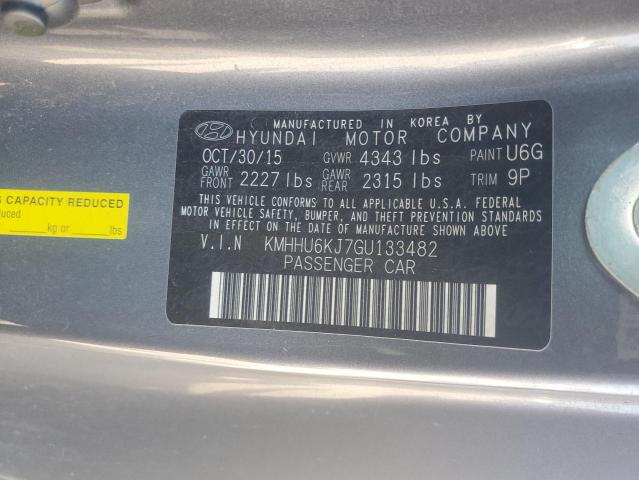 MANUFACTURED IN KOREA BY
HYUNDAI MOTOR COMPANY
OCT/30/15 GVWR 4343 lbs PAINT U6G
GAWR FRONT 2227 lbs GAWR REAR 2315 lbs TRIM 9P
THIS VEHICLE CONFORMS TO ALL APPLICABLE U.S.A. FEDERAL
MOTOR VEHICLE SAFETY, BUMPER, AND THEFT PREVENTION STANDARDS
IN EFFECT ON THE DATE OF MANUFACTURE SHOWN ABOVE
V.I.N KMHHU6KJ7GU133482
PASSENGER CAR
CAPACITY REDUCED
kg or lbs